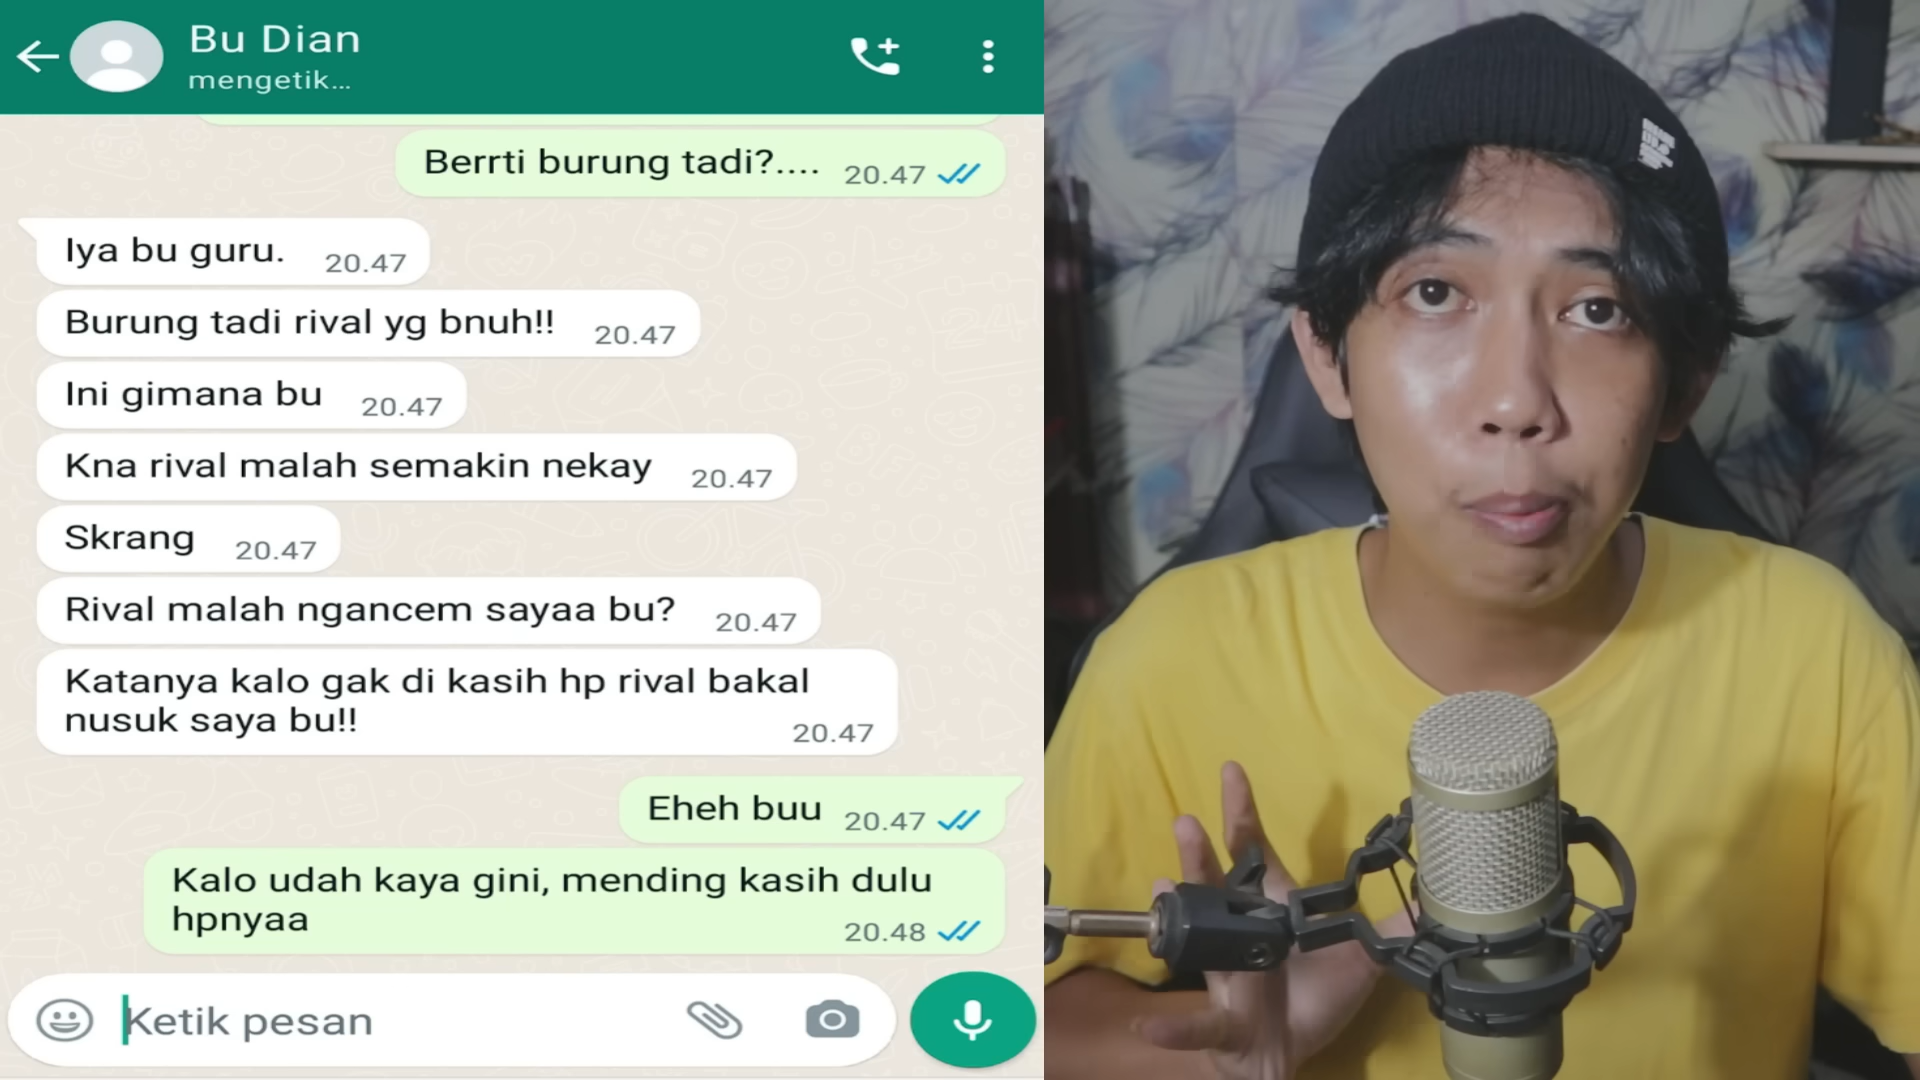 Bu Dian
mengetik...
Berrti burung tadi?.... 20.47
Iya bu guru. 20.47
Burung tadi rival yg bnuh!! 20.47
Ini gimana bu 20.47
Kna rival malah semakin nekay 20.47
Skrang 20.47
Rival malah ngancem sayaa bu? 20.47
Katanya kalo gak di kasih hp rival bakal
nusuk saya bu!! 20.47
Eheh buu 20.47
Kalo udah kaya gini, mending kasih dulu
hpnyaa 20.48
Ketik pesan